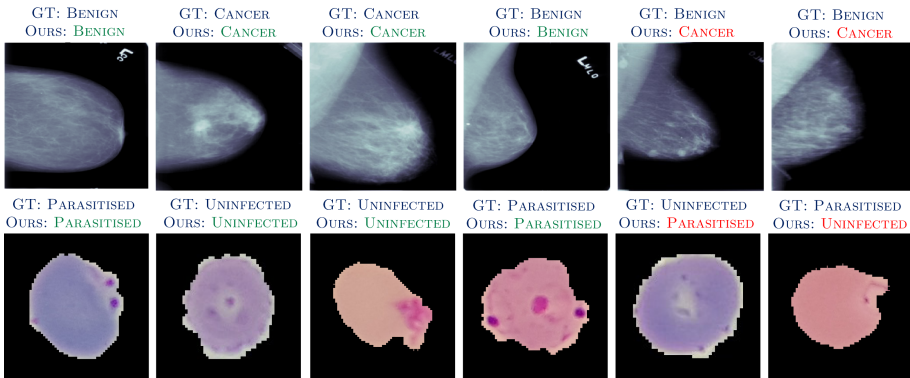 GT: BENIGN GT: CANCER GT: CANCER GT: BENIGN GT: BENIGN GT: BENIGN
OURS: BENIGN OURS: CANCER OURS: CANCER OURS: BENIGN OURS: CANCER OURS: CANCER
L MLO
GT: PARASITISED GT: UNINFECTED GT: UNINFECTED GT: PARASITISED GT: UNINFECTED GT: PARASITISED
OURS: PARASITISED OURS: UNINFECTED OURS: UNINFECTED OURS: PARASITISED OURS: PARASITISED OURS: UNINFECTED